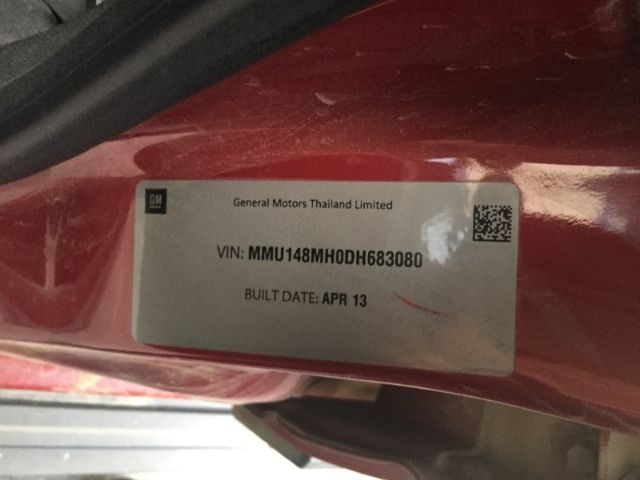 GM
General Motors Thailand Limited
VIN: MMU148MH0DH683080
BUILT DATE: APR 13